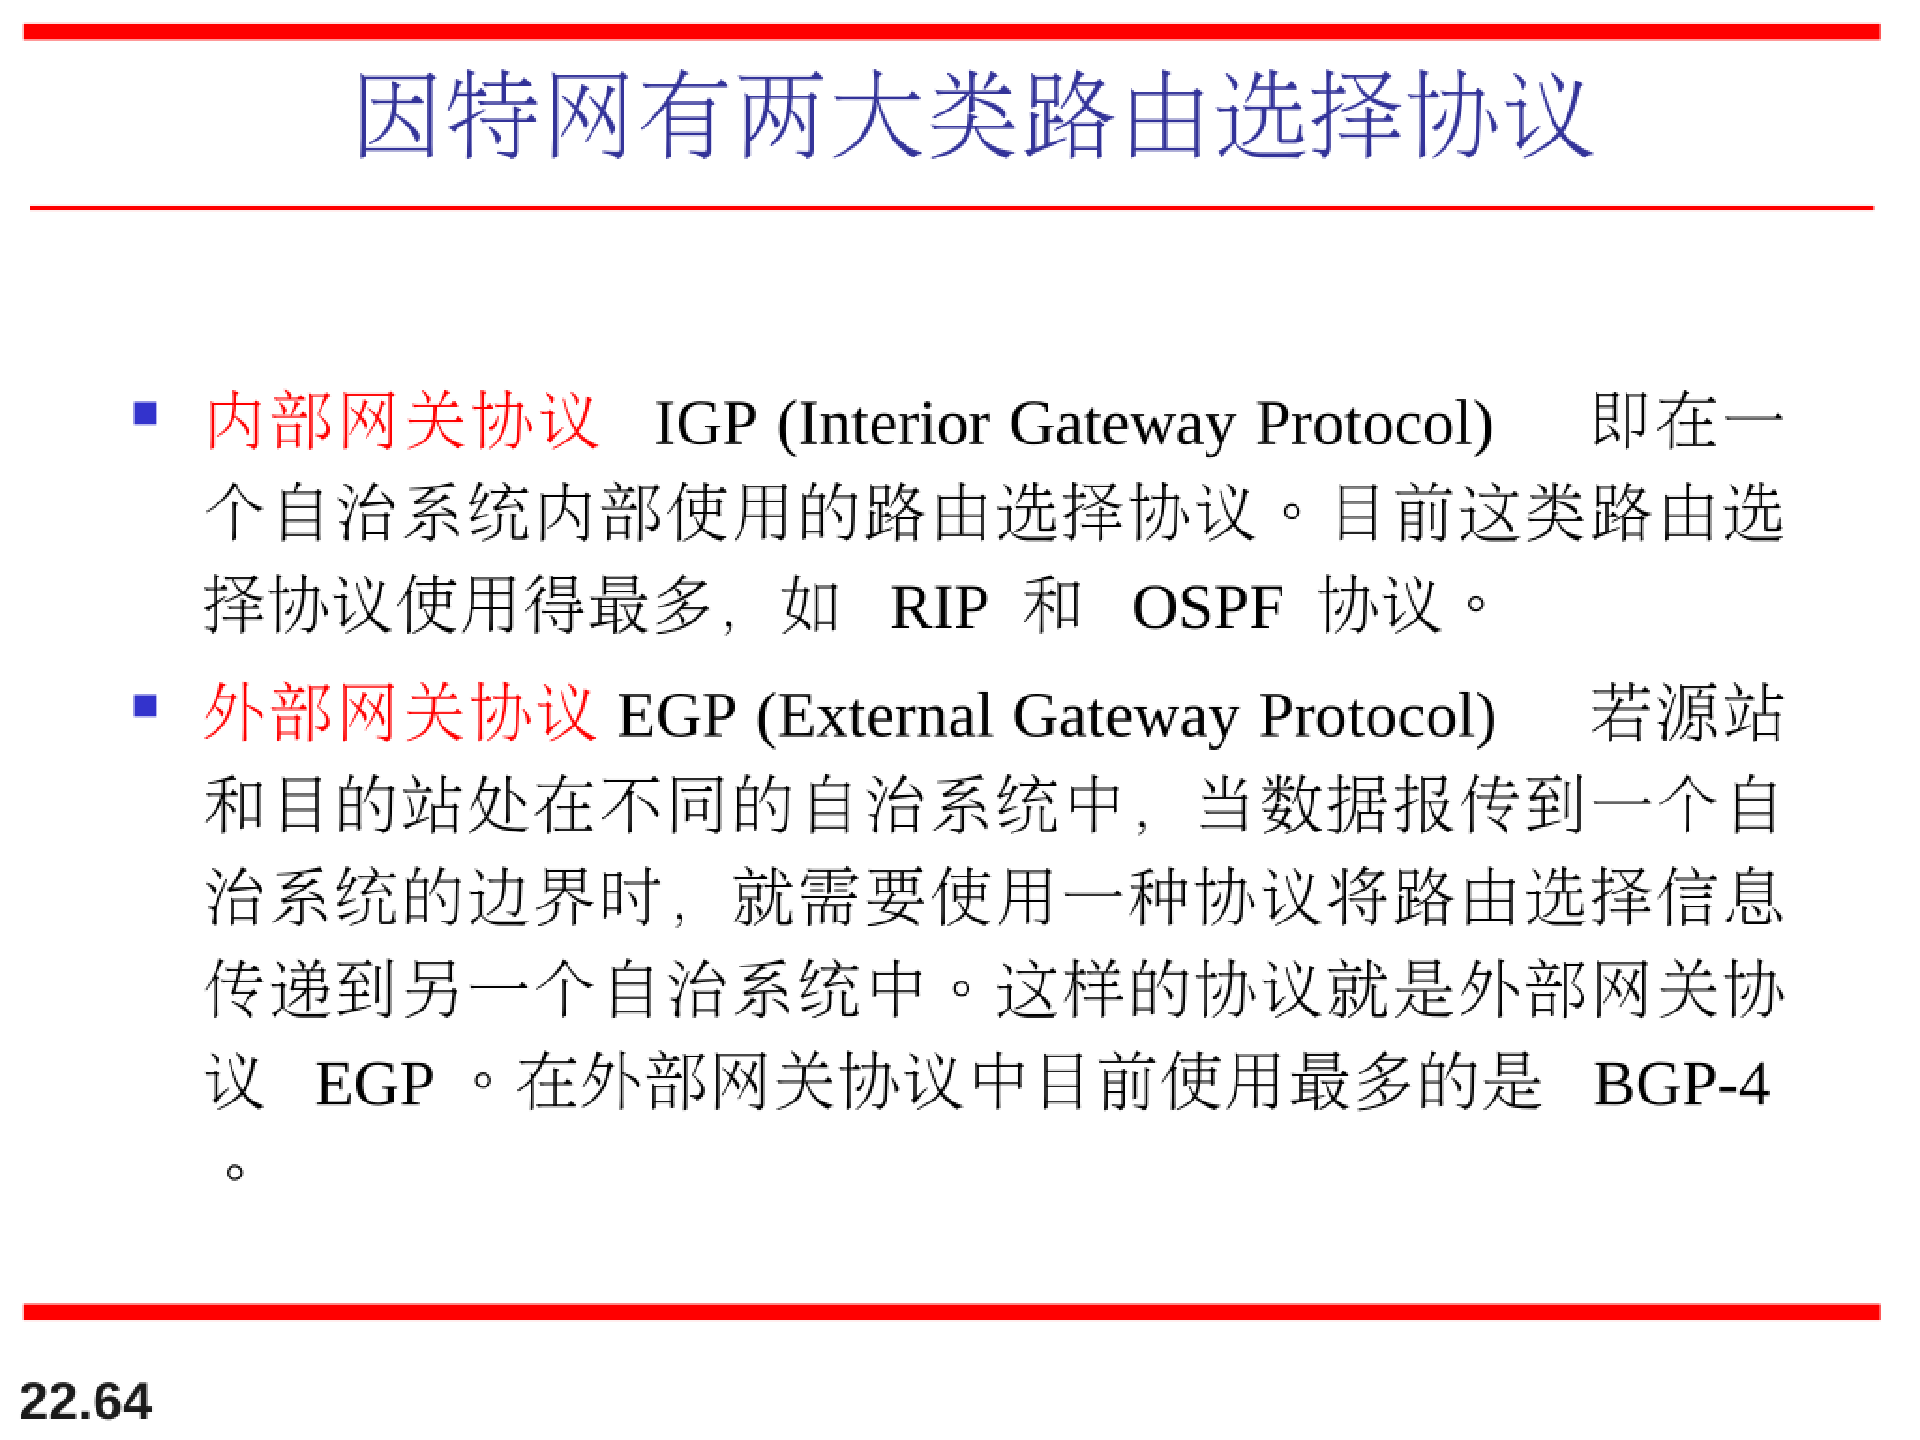 因特网有两大类路由选择协议
内部网关协议 IGP (Interior Gateway Protocol) 即在一
个自治系统内部使用的路由选择协议。目前这类路由选
择协议使用得最多，如 RIP 和 OSPF 协议。
外部网关协议 EGP (External Gateway Protocol) 若源站
和目的站处在不同的自治系统中，当数据报传到一个自
治系统的边界时，就需要使用一种协议将路由选择信息
传递到另一个自治系统中。这样的协议就是外部网关协
议 EGP 。在外部网关协议中目前使用最多的是 BGP-4
。
22.64